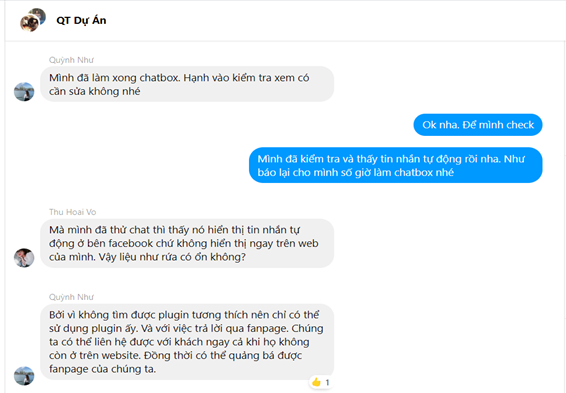 QT Dự Án
Quỳnh Như
Mình đã làm xong chatbox. Hạnh vào kiểm tra xem có
cần sửa không nhé
Ok nha. Để mình check
Mình đã kiểm tra và thấy tin nhắn tự động rồi nha. Như
báo lại cho mình số giờ làm chatbox nhé
Thu Hoai Vo
Mà mình đã thử chat thì thấy nó hiển thị tin nhắn tự
động ở bên facebook chứ không hiển thị ngay trên web
của mình. Vậy liệu như rứa có ổn không?
Quỳnh Như
Bởi vì không tìm được plugin tương thích nên chỉ có thể
sử dụng plugin ấy. Và với việc trả lời qua fanpage. Chúng
ta có thể liên hệ được với khách ngay cả khi họ không
còn ở trên website. Đồng thời có thể quảng bá được
fanpage của chúng ta.
1